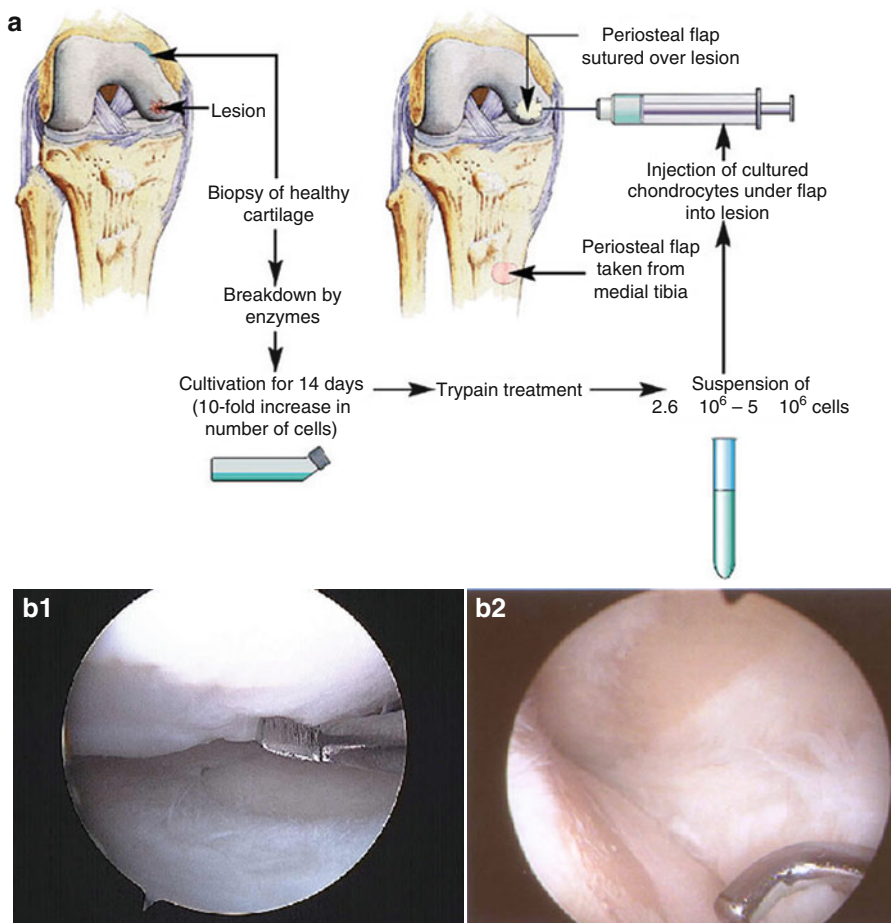 a
Lesion
Biopsy of healthy
cartilage
Breakdown by
enzymes
Cultivation for 14 days
(10-fold increase in
number of cells)
Trypain treatment
Suspension of
2.6 10⁶ – 5 10⁶ cells
Periosteal flap
sutured over lesion
Injection of cultured
chondrocytes under flap
into lesion
Periosteal flap
taken from
medial tibia
b1
b2